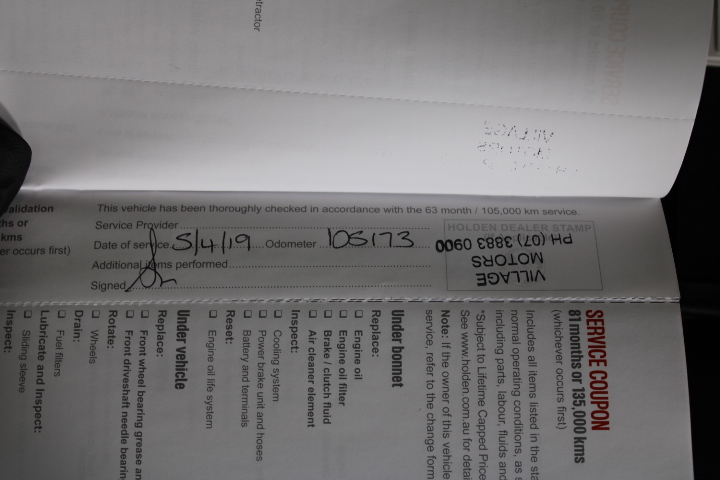 tractor
alidation
hs or
kms
er occurs first)
This vehicle has been thoroughly checked in accordance with the 63 month / 105,000 km service.
Service Provider
Date of service 5/4/19 Odometer 105173
Additional items performed
Signed
HOLDEN DEALER STAMP
VILLAGE
MOTORS
PH (07) 3883 0900
SERVICE COUPON
81months or 135,000 kms
(whichever occurs first)
Includes all items listed in the sta
normal operating conditions, as s
including parts, labour, fluids and
*Subject to Lifetime Capped Price
See www.holden.com.au for detai
Note: If the owner of this vehicle
service, refer to the change form
Under bonnet
Replace:
Engine oil
Engine oil filter
Brake / clutch fluid
Air cleaner element
Inspect:
Cooling system
Power brake unit and hoses
Battery and terminals
Reset:
Engine oil life system
Under vehicle
Replace:
Front wheel bearing grease an
Front driveshaft needle bearin
Rotate:
Wheels
Drain:
Fuel filters
Lubricate and Inspect:
Sliding sleeve
Inspect: